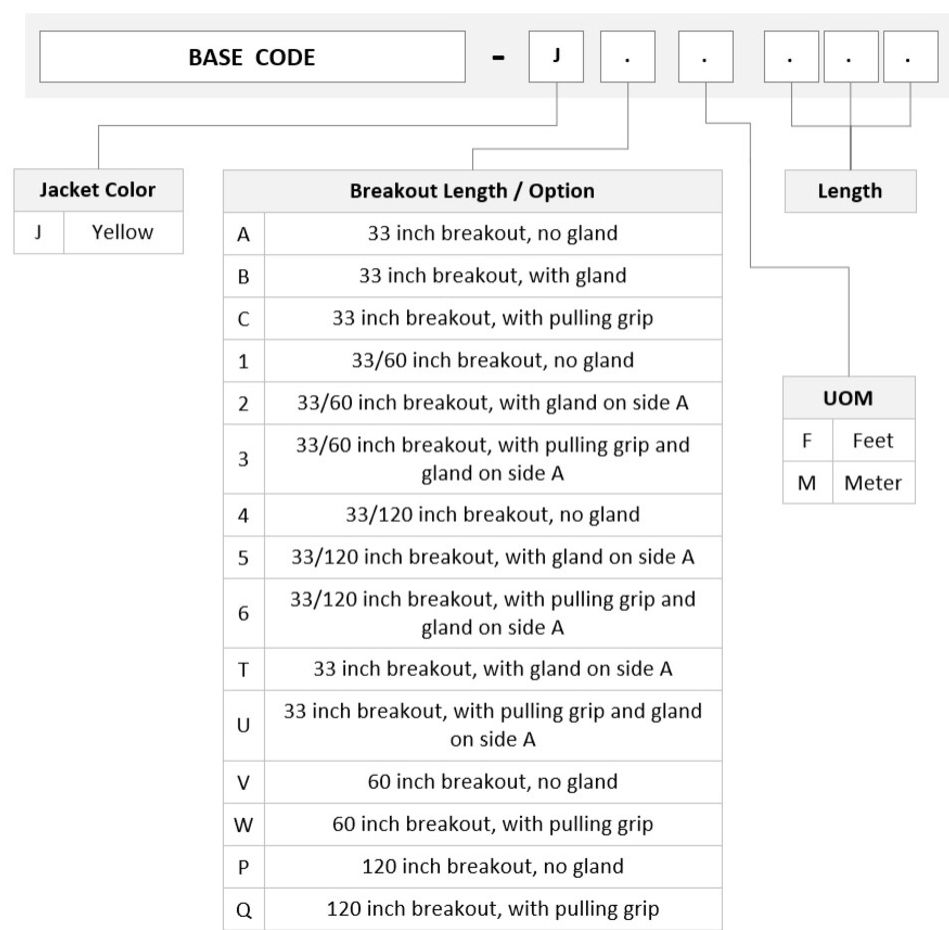 BASE CODE - J . . . . .
Jacket Color
J Yellow
Breakout Length / Option
A 33 inch breakout, no gland
B 33 inch breakout, with gland
C 33 inch breakout, with pulling grip
1 33/60 inch breakout, no gland
2 33/60 inch breakout, with gland on side A
3 33/60 inch breakout, with pulling grip and
gland on side A
4 33/120 inch breakout, no gland
5 33/120 inch breakout, with gland on side A
6 33/120 inch breakout, with pulling grip and
gland on side A
T 33 inch breakout, with gland on side A
U 33 inch breakout, with pulling grip and gland
on side A
V 60 inch breakout, no gland
W 60 inch breakout, with pulling grip
P 120 inch breakout, no gland
Q 120 inch breakout, with pulling grip
Length
UOM
F Feet
M Meter